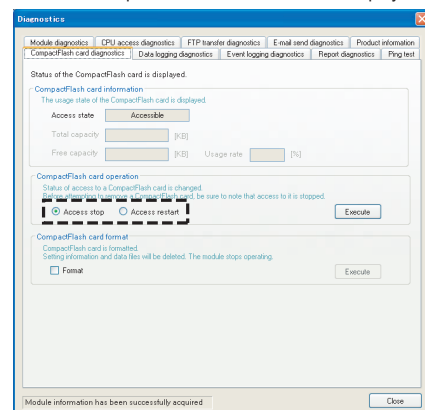 Diagnostics
Module diagnostics CPU access diagnostics FTP transfer diagnostics E-mail send diagnostics Product information
CompactFlash card diagnostics Data logging diagnostics Event logging diagnostics Report diagnostics Ping test
Status of the CompactFlash card is displayed.
CompactFlash card information
The usage state of the CompactFlash card is displayed.
Access state Accessible
Total capacity [KB]
Free capacity [KB] Usage rate [%]
CompactFlash card operation
Status of access to a CompactFlash card is changed.
Before attempting to remove a CompactFlash card, be sure to note that access to it is stopped.
Access stop Access restart Execute
CompactFlash card format
CompactFlash card is formatted.
Setting information and data files will be deleted. The module stops operating.
Format Execute
Module information has been successfully acquired Close